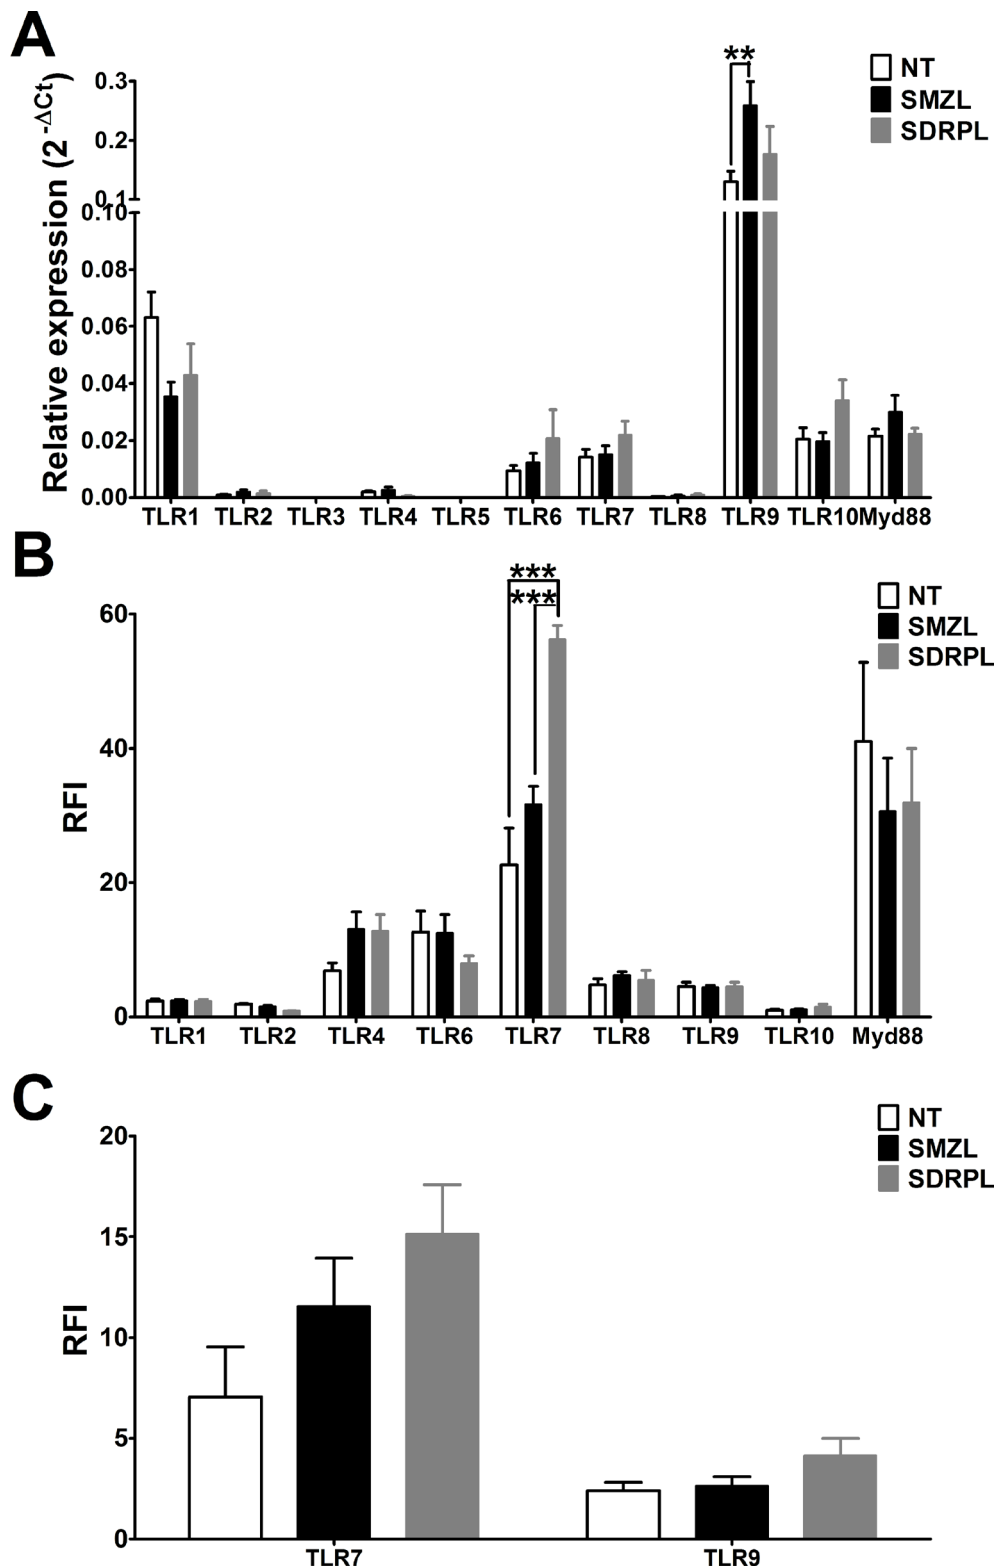 A
Relative expression (2^-ΔCt)
**
NT
SMZL
SDRPL
0.3
0.2
0.1
0.10
0.08
0.06
0.04
0.02
0.00
TLR1 TLR2 TLR3 TLR4 TLR5 TLR6 TLR7 TLR8 TLR9 TLR10 Myd88
B
RFI
***
***
NT
SMZL
SDRPL
60
40
20
0
TLR1 TLR2 TLR4 TLR6 TLR7 TLR8 TLR9 TLR10 Myd88
C
RFI
NT
SMZL
SDRPL
20
15
10
5
0
TLR7 TLR9